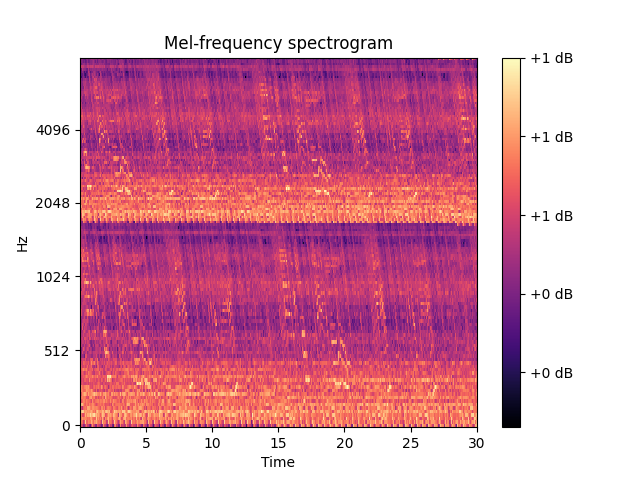 Mel-frequency spectrogram
Hz
4096
2048
1024
512
0
0 5 10 15 20 25 30
Time
+1 dB
+1 dB
+1 dB
+0 dB
+0 dB